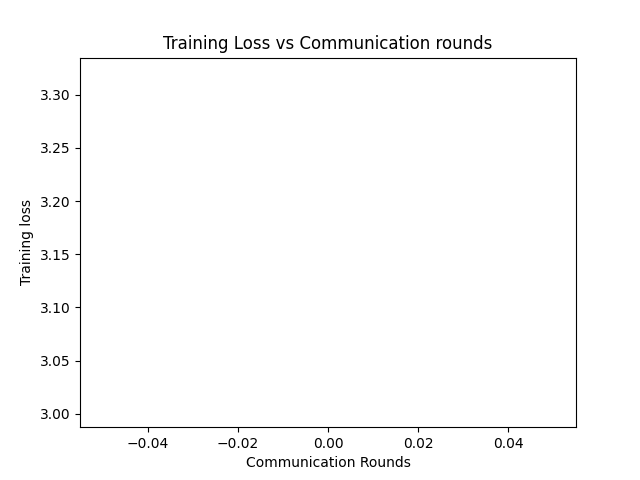 Training Loss vs Communication rounds
3.30
3.25
3.20
3.15
3.10
3.05
3.00
Training loss
−0.04 −0.02 0.00 0.02 0.04
Communication Rounds